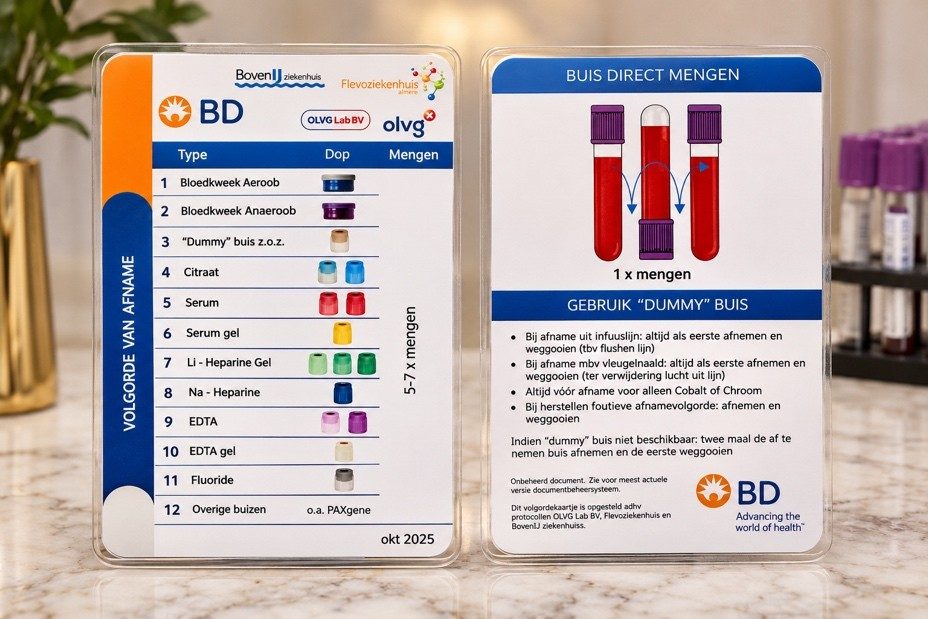 BovenIJ ziekenhuis
Flevoziekenhuis
almere
BD
OLVG Lab BV
olvg
Type Dop Mengen
1 Bloedkweek Aeroob
2 Bloedkweek Anaeroob
3 "Dummy" buis z.o.z.
4 Citraat
5 Serum
6 Serum gel
7 Li - Heparine Gel
8 Na - Heparine
9 EDTA
10 EDTA gel
11 Fluoride
12 Overige buizen o.a. PAXgene
5-7 x mengen
VOLGORDE VAN AFNAME
okt 2025
BUIS DIRECT MENGEN
1 x mengen
GEBRUIK "DUMMY" BUIS
• Bij afname uit infuuslijn: altijd als eerste afnemen en
weggooien (tbv flushen lijn)
• Bij afname mbv vleugelnaald: altijd als eerste afnemen en
weggooien (ter verwijdering lucht uit lijn)
• Altijd vóór afname voor alleen Cobalt of Chroom
• Bij herstellen foutieve afnamevolgorde: afnemen en
weggooien
Indien "dummy" buis niet beschikbaar: twee maal de af te
nemen buis afnemen en de eerste weggooien
Onbeheerd document. Zie voor meest actuele
versie documentbeheersysteem.
Dit volgordekaartje is opgesteld adhv
protocollen OLVG Lab BV, Flevoziekenhuis en
BovenIJ ziekenhuiss.
BD
Advancing the
world of health™